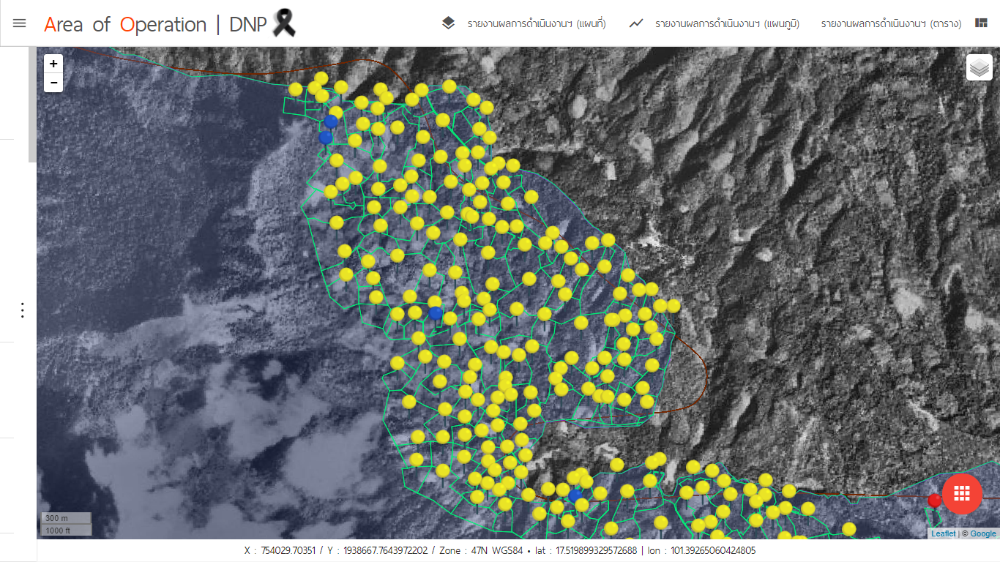 Area of Operation | DNP
รายงานผลการดำเนินงานฯ (แผนที่)
รายงานผลการดำเนินงานฯ (แผนภูมิ)
รายงานผลการดำเนินงานฯ (ตาราง)
+
-
300 m
1000 ft
Leaflet | © Google
X : 754029.70351 / Y : 1938667.7643972202 / Zone : 47N WGS84 • lat : 17.519899329572688 | lon : 101.39265060424805